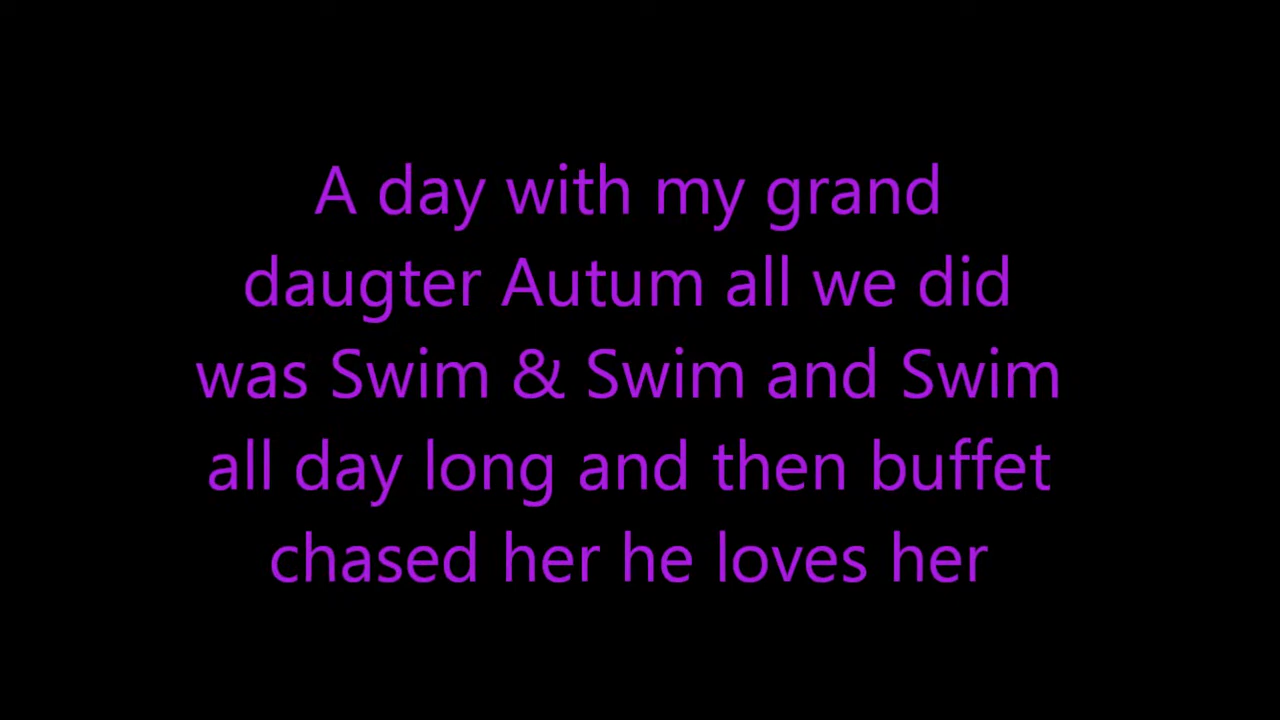 A day with my grand
daugter Autum all we did
was Swim & Swim and Swim
all day long and then buffet
chased her he loves her